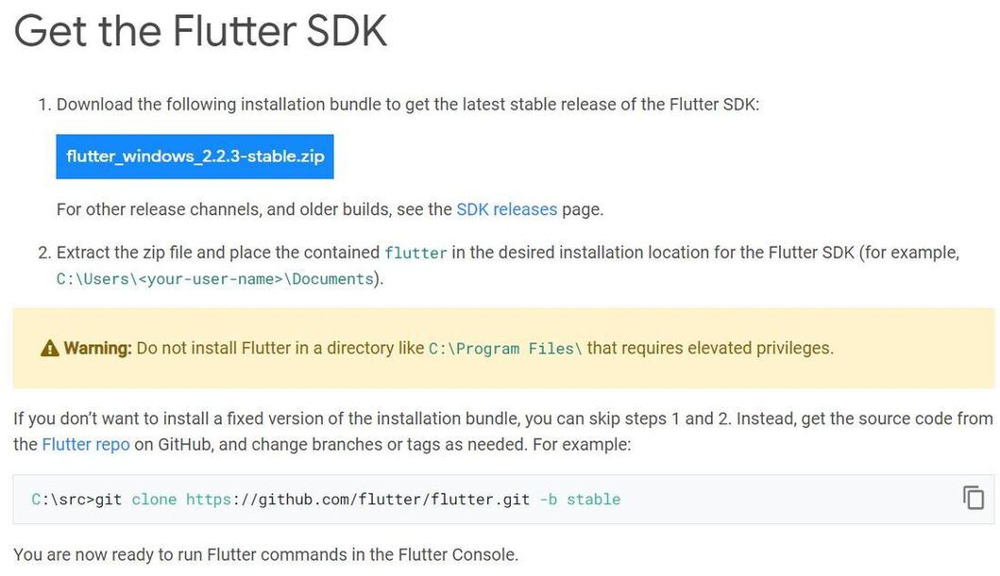 Get the Flutter SDK
1. Download the following installation bundle to get the latest stable release of the Flutter SDK:
flutter_windows_2.2.3-stable.zip
For other release channels, and older builds, see the SDK releases page.
2. Extract the zip file and place the contained flutter in the desired installation location for the Flutter SDK (for example,
C:\Users\<your-user-name>\Documents).
Warning: Do not install Flutter in a directory like C:\Program Files\ that requires elevated privileges.
If you don’t want to install a fixed version of the installation bundle, you can skip steps 1 and 2. Instead, get the source code from
the Flutter repo on GitHub, and change branches or tags as needed. For example:
C:\src>git clone https://github.com/flutter/flutter.git -b stable
You are now ready to run Flutter commands in the Flutter Console.